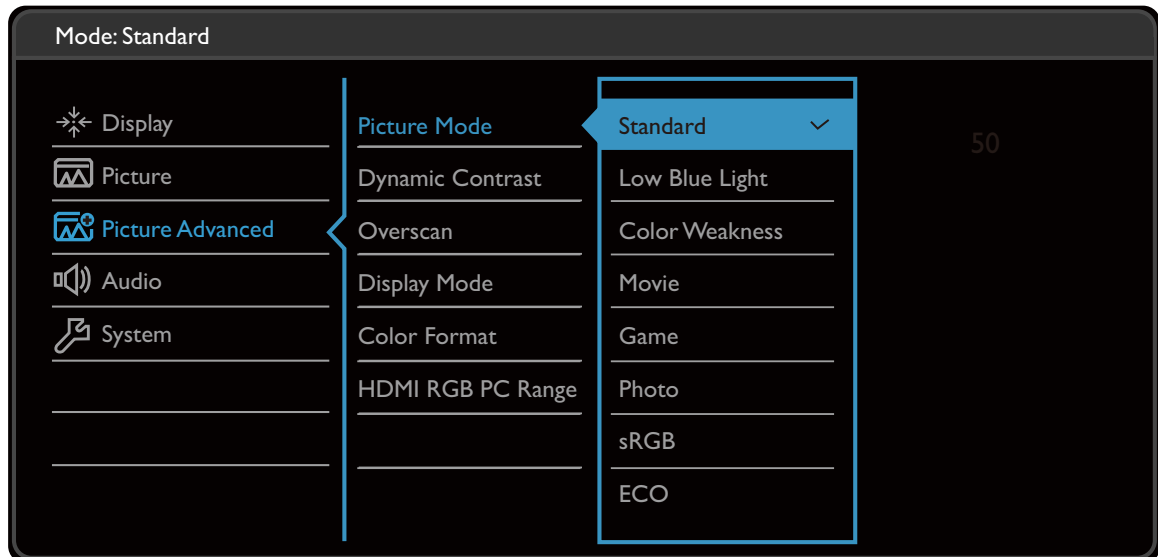 Mode: Standard
Display
Picture
Picture Advanced
Audio
System
Picture Mode
Dynamic Contrast
Overscan
Display Mode
Color Format
HDMI RGB PC Range
Standard
Low Blue Light
Color Weakness
Movie
Game
Photo
sRGB
ECO
50